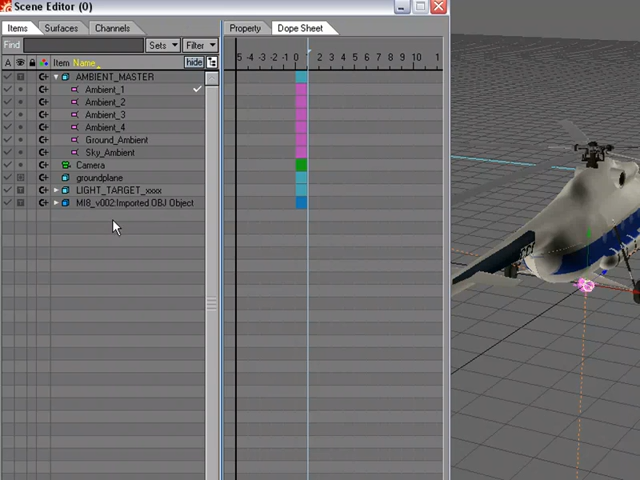 Scene Editor (0)
Items Surfaces Channels Property Dope Sheet
Find Sets Filter
A Item Name hide 5 -4 -3 -2 -1 0 1 2 3 4 5 6 7 8 9 10 1
AMBIENT_MASTER
Ambient_1
Ambient_2
Ambient_3
Ambient_4
Ground_Ambient
Sky_Ambient
Camera
groundplane
LIGHT_TARGET_xxxx
MI8_v002:Imported OBJ Object